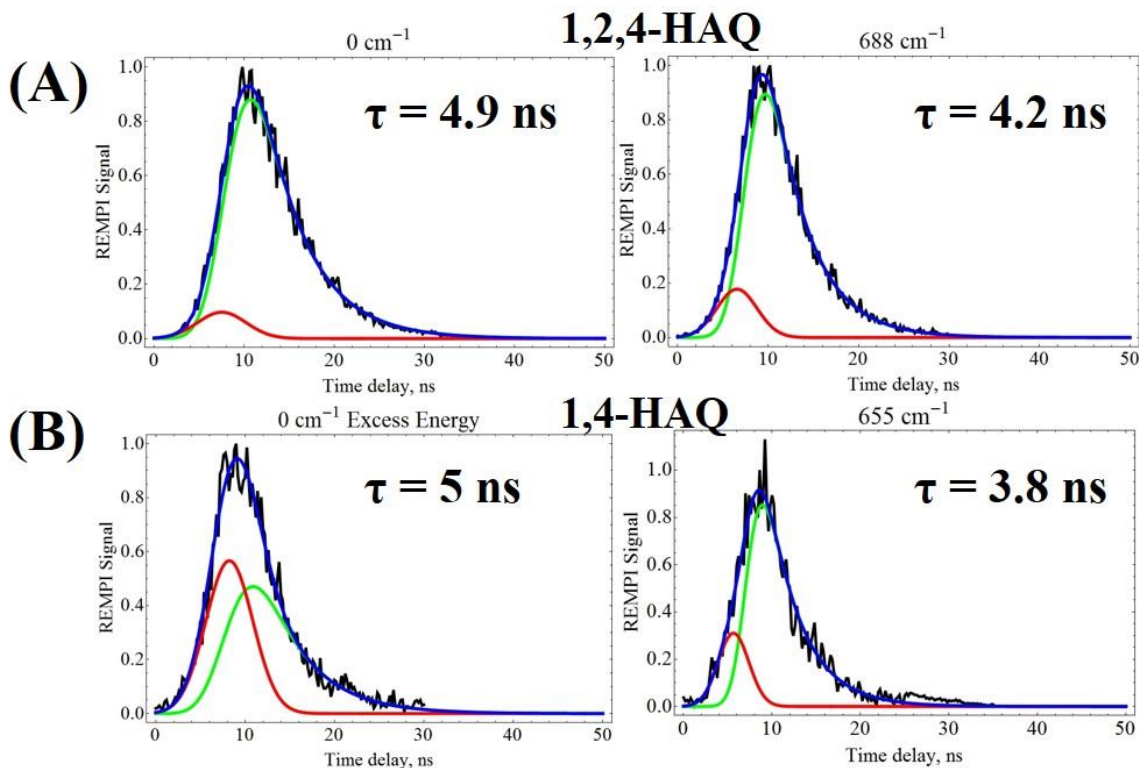 1,2,4-HAQ
(A)
0 cm⁻¹
τ = 4.9 ns
REMPI Signal
1.0
0.8
0.6
0.4
0.2
0.0
0 10 20 30 40 50
Time delay, ns
688 cm⁻¹
τ = 4.2 ns
REMPI Signal
1.0
0.8
0.6
0.4
0.2
0.0
0 10 20 30 40 50
Time delay, ns
1,4-HAQ
(B)
0 cm⁻¹ Excess Energy
τ = 5 ns
REMPI Signal
1.0
0.8
0.6
0.4
0.2
0.0
0 10 20 30 40 50
Time delay, ns
655 cm⁻¹
τ = 3.8 ns
REMPI Signal
1.0
0.8
0.6
0.4
0.2
0.0
0 10 20 30 40 50
Time delay, ns